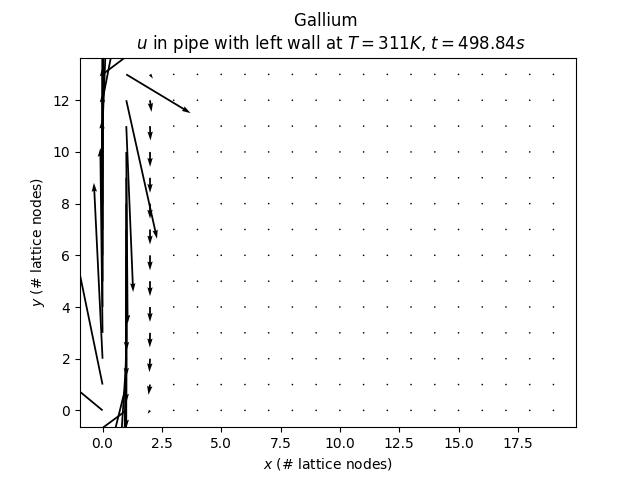 Gallium
u in pipe with left wall at T = 311K, t = 498.84s
12
10
8
6
4
2
0
y (# lattice nodes)
0.0 2.5 5.0 7.5 10.0 12.5 15.0 17.5
x (# lattice nodes)